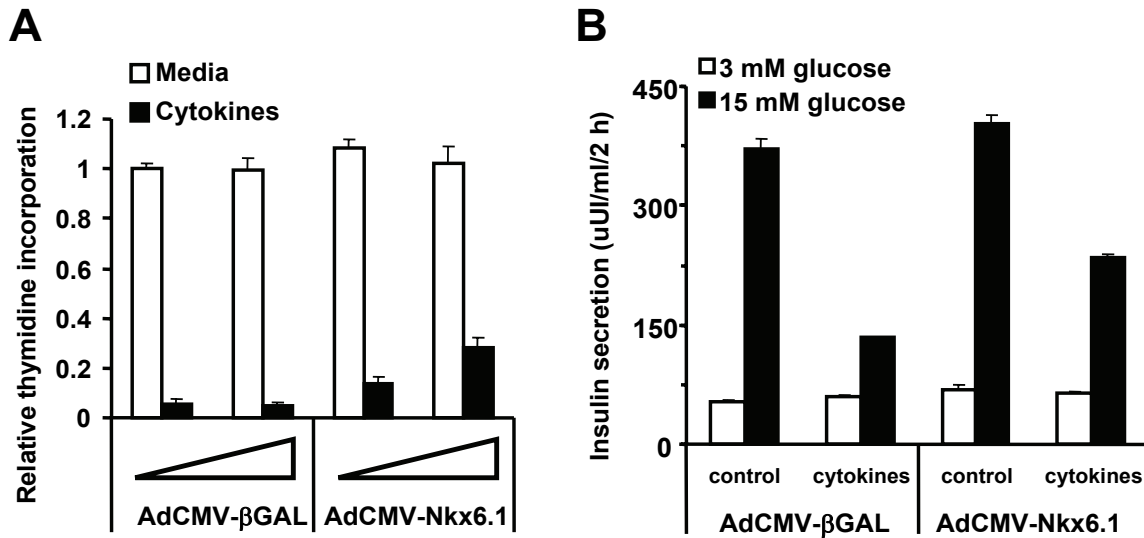 A
Media
Cytokines
Relative thymidine incorporation
1.2
1
0.8
0.6
0.4
0.2
0
AdCMV-βGAL
AdCMV-Nkx6.1
B
3 mM glucose
15 mM glucose
Insulin secretion (uUI/ml/2 h)
450
300
150
0
control
cytokines
control
cytokines
AdCMV-βGAL
AdCMV-Nkx6.1